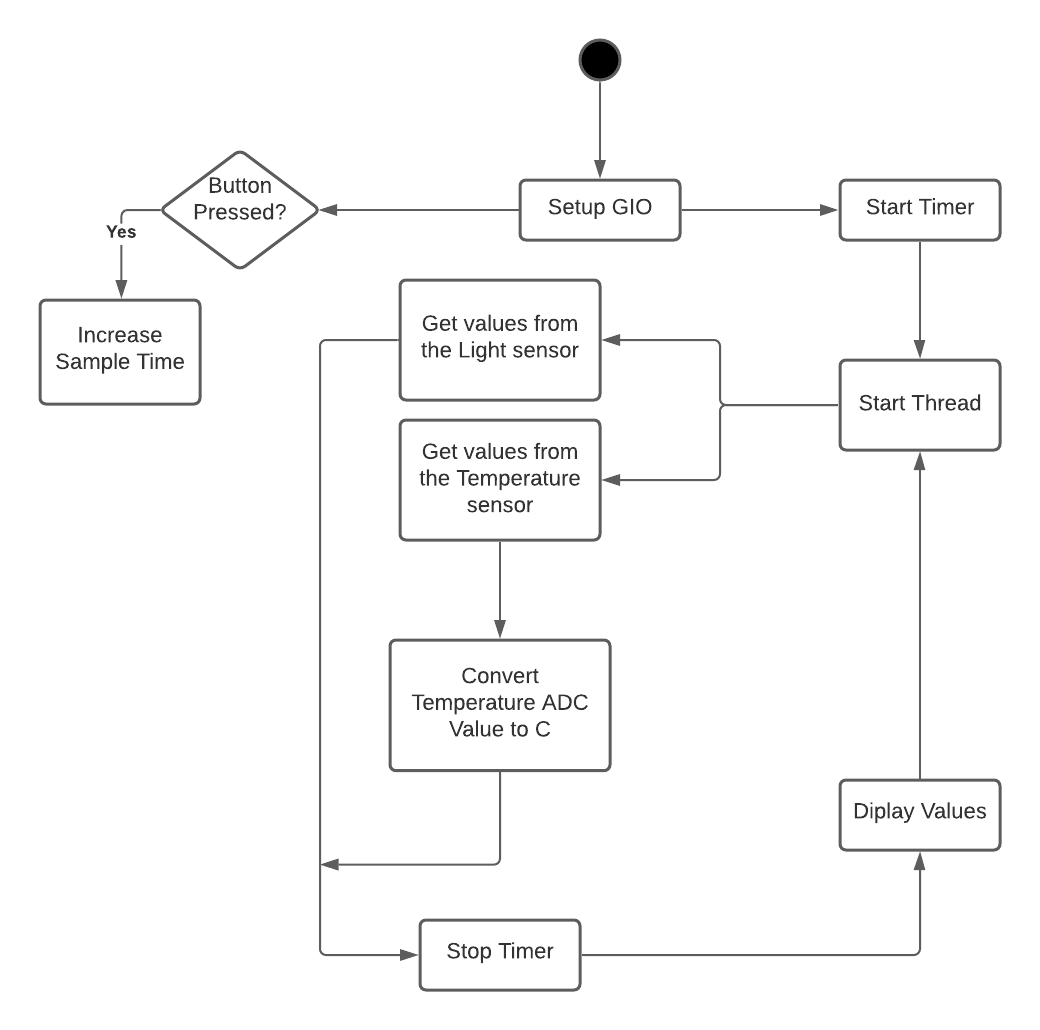 Button
Pressed?
Setup GIO
Start Timer
Yes
Increase
Sample Time
Get values from
the Light sensor
Start Thread
Get values from
the Temperature
sensor
Convert
Temperature ADC
Value to C
Diplay Values
Stop Timer